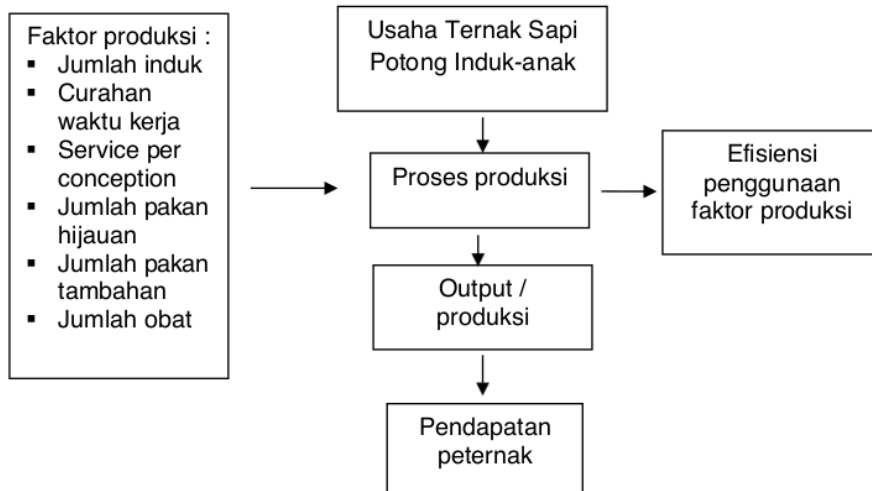 Faktor produksi :
▪ Jumlah induk
▪ Curahan
waktu kerja
▪ Service per
conception
▪ Jumlah pakan
hijauan
▪ Jumlah pakan
tambahan
▪ Jumlah obat
Usaha Ternak Sapi
Potong Induk-anak
Proses produksi
Efisiensi
penggunaan
faktor produksi
Output /
produksi
Pendapatan
peternak